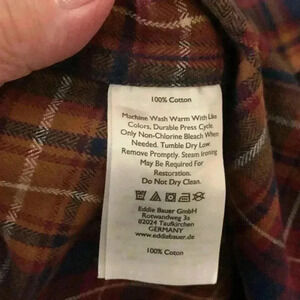 100% Cotton
Machine Wash Warm With Like
Colors, Durable Press Cycle.
Only Non-Chlorine Bleach When
Needed. Tumble Dry Low.
Remove Promptly. Steam Ironing
May Be Required For
Restoration.
Do Not Dry Clean.
Eddie Bauer GmbH
Rotwandweg 3a
82024 Taufkirchen
GERMANY
www.eddiebauer.de
100% Cotton